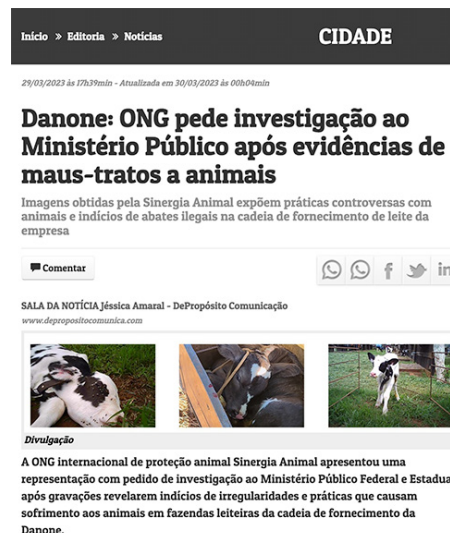 Início » Editoria » Notícias
CIDADE
29/03/2023 às 17h39min - Atualizada em 30/03/2023 às 00h04min
Danone: ONG pede investigação ao
Ministério Público após evidências de
maus-tratos a animais
Imagens obtidas pela Sinergia Animal expõem práticas controversas com
animais e indícios de abates ilegais na cadeia de fornecimento de leite da
empresa
Comentar
SALA DA NOTÍCIA Jéssica Amaral - DePropósito Comunicação
www.depropositocomunica.com
Divulgação
A ONG internacional de proteção animal Sinergia Animal apresentou uma
representação com pedido de investigação ao Ministério Público Federal e Estadua
após gravações revelarem indícios de irregularidades e práticas que causam
sofrimento aos animais em fazendas leiteiras da cadeia de fornecimento da
Danone.